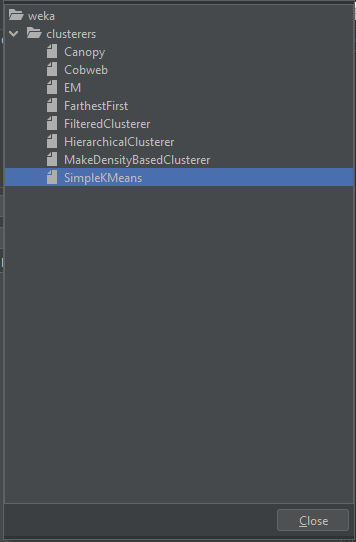 weka
clusterers
Canopy
Cobweb
EM
FarthestFirst
FilteredClusterer
HierarchicalClusterer
MakeDensityBasedClusterer
SimpleKMeans
Close